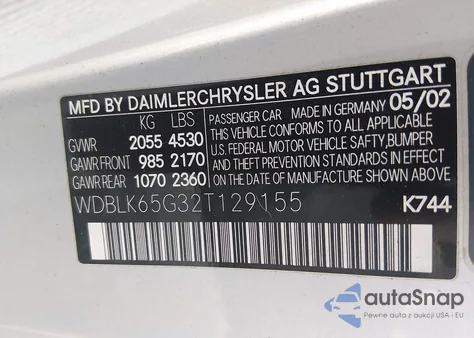 MFD BY DAIMLERCHRYSLER AG STUTTGART
KG LBS
GVWR 2055 4530
GAWR FRONT 985 2170
GAWR REAR 1070 2360
PASSENGER CAR MADE IN GERMANY 05/02
THIS VEHICLE CONFORMS TO ALL APPLICABLE
U.S. FEDERAL MOTOR VEHICLE SAFTY, BUMPER
AND THEFT PREVENTION STANDARDS IN EFFECT
ON THE DATE OF MANUFACTURE SHOWN ABOVE.
WDBLK65G32T129155
K744
autoSnap
Pewne auta z aukcji USA i EU